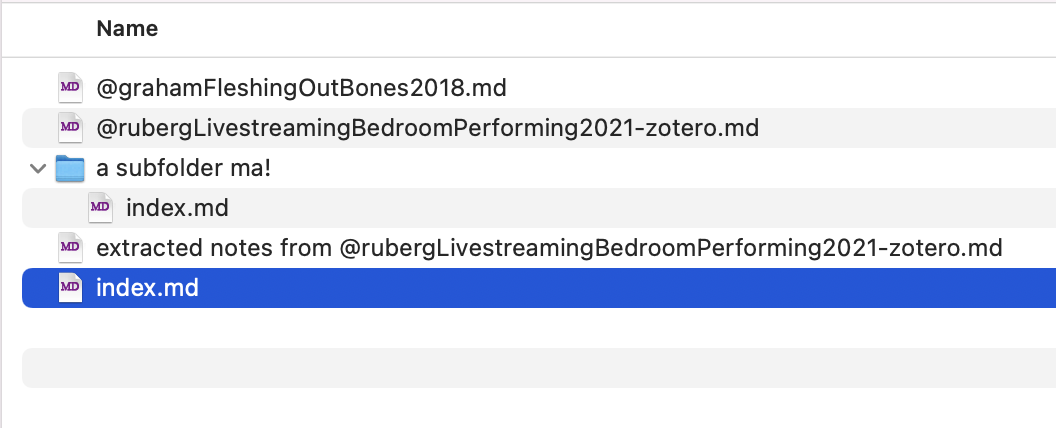 Name
MD @grahamFleshingOutBones2018.md
MD @rubergLivestreamingBedroomPerforming2021-zotero.md
a subfolder ma!
MD index.md
MD extracted notes from @rubergLivestreamingBedroomPerforming2021-zotero.md
MD index.md